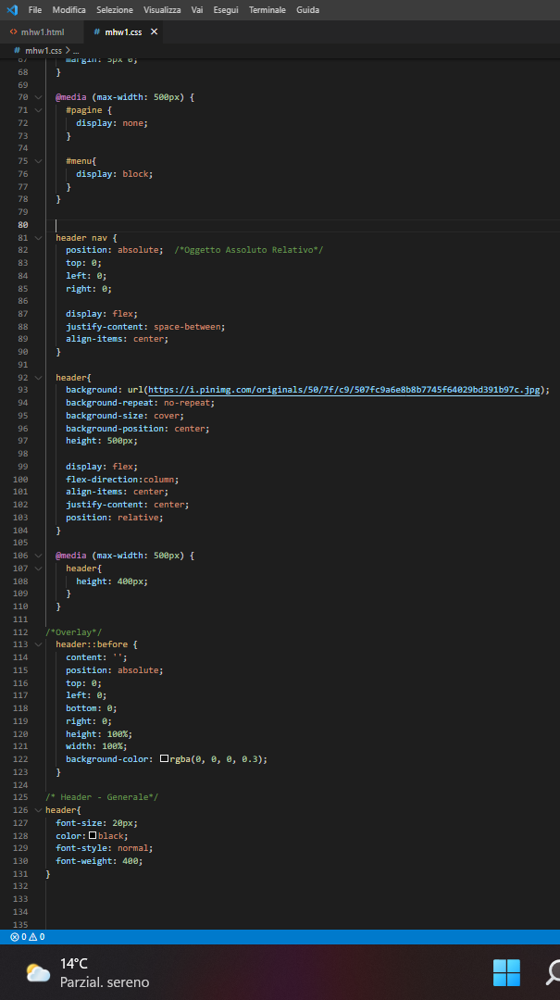 File Modifica Selezione Visualizza Vai Esegui Terminale Guida
<> mhw1.html # mhw1.css ×
# mhw1.css > ...
67 margin: 5px 0;
68 }
69
70 @media (max-width: 500px) {
71 #pagine {
72 display: none;
73 }
74
75 #menu{
76 display: block;
77 }
78 }
79
80
81 header nav {
82 position: absolute; /*Oggetto Assoluto Relativo*/
83 top: 0;
84 left: 0;
85 right: 0;
86
87 display: flex;
88 justify-content: space-between;
89 align-items: center;
90 }
91
92 header{
93 background: url(https://i.pinimg.com/originals/50/7f/c9/507fc9a6e8b8b7745f64029bd391b97c.jpg);
94 background-repeat: no-repeat;
95 background-size: cover;
96 background-position: center;
97 height: 500px;
98
99 display: flex;
100 flex-direction:column;
101 align-items: center;
102 justify-content: center;
103 position: relative;
104 }
105
106 @media (max-width: 500px) {
107 header{
108 height: 400px;
109 }
110 }
111
112 /*Overlay*/
113 header::before {
114 content: '';
115 position: absolute;
116 top: 0;
117 left: 0;
118 bottom: 0;
119 right: 0;
120 height: 100%;
121 width: 100%;
122 background-color: rgba(0, 0, 0, 0.3);
123 }
124
125 /* Header - Generale*/
126 header{
127 font-size: 20px;
128 color:black;
129 font-style: normal;
130 font-weight: 400;
131 }
132
133
134
135
0 0
14°C
Parzial. sereno